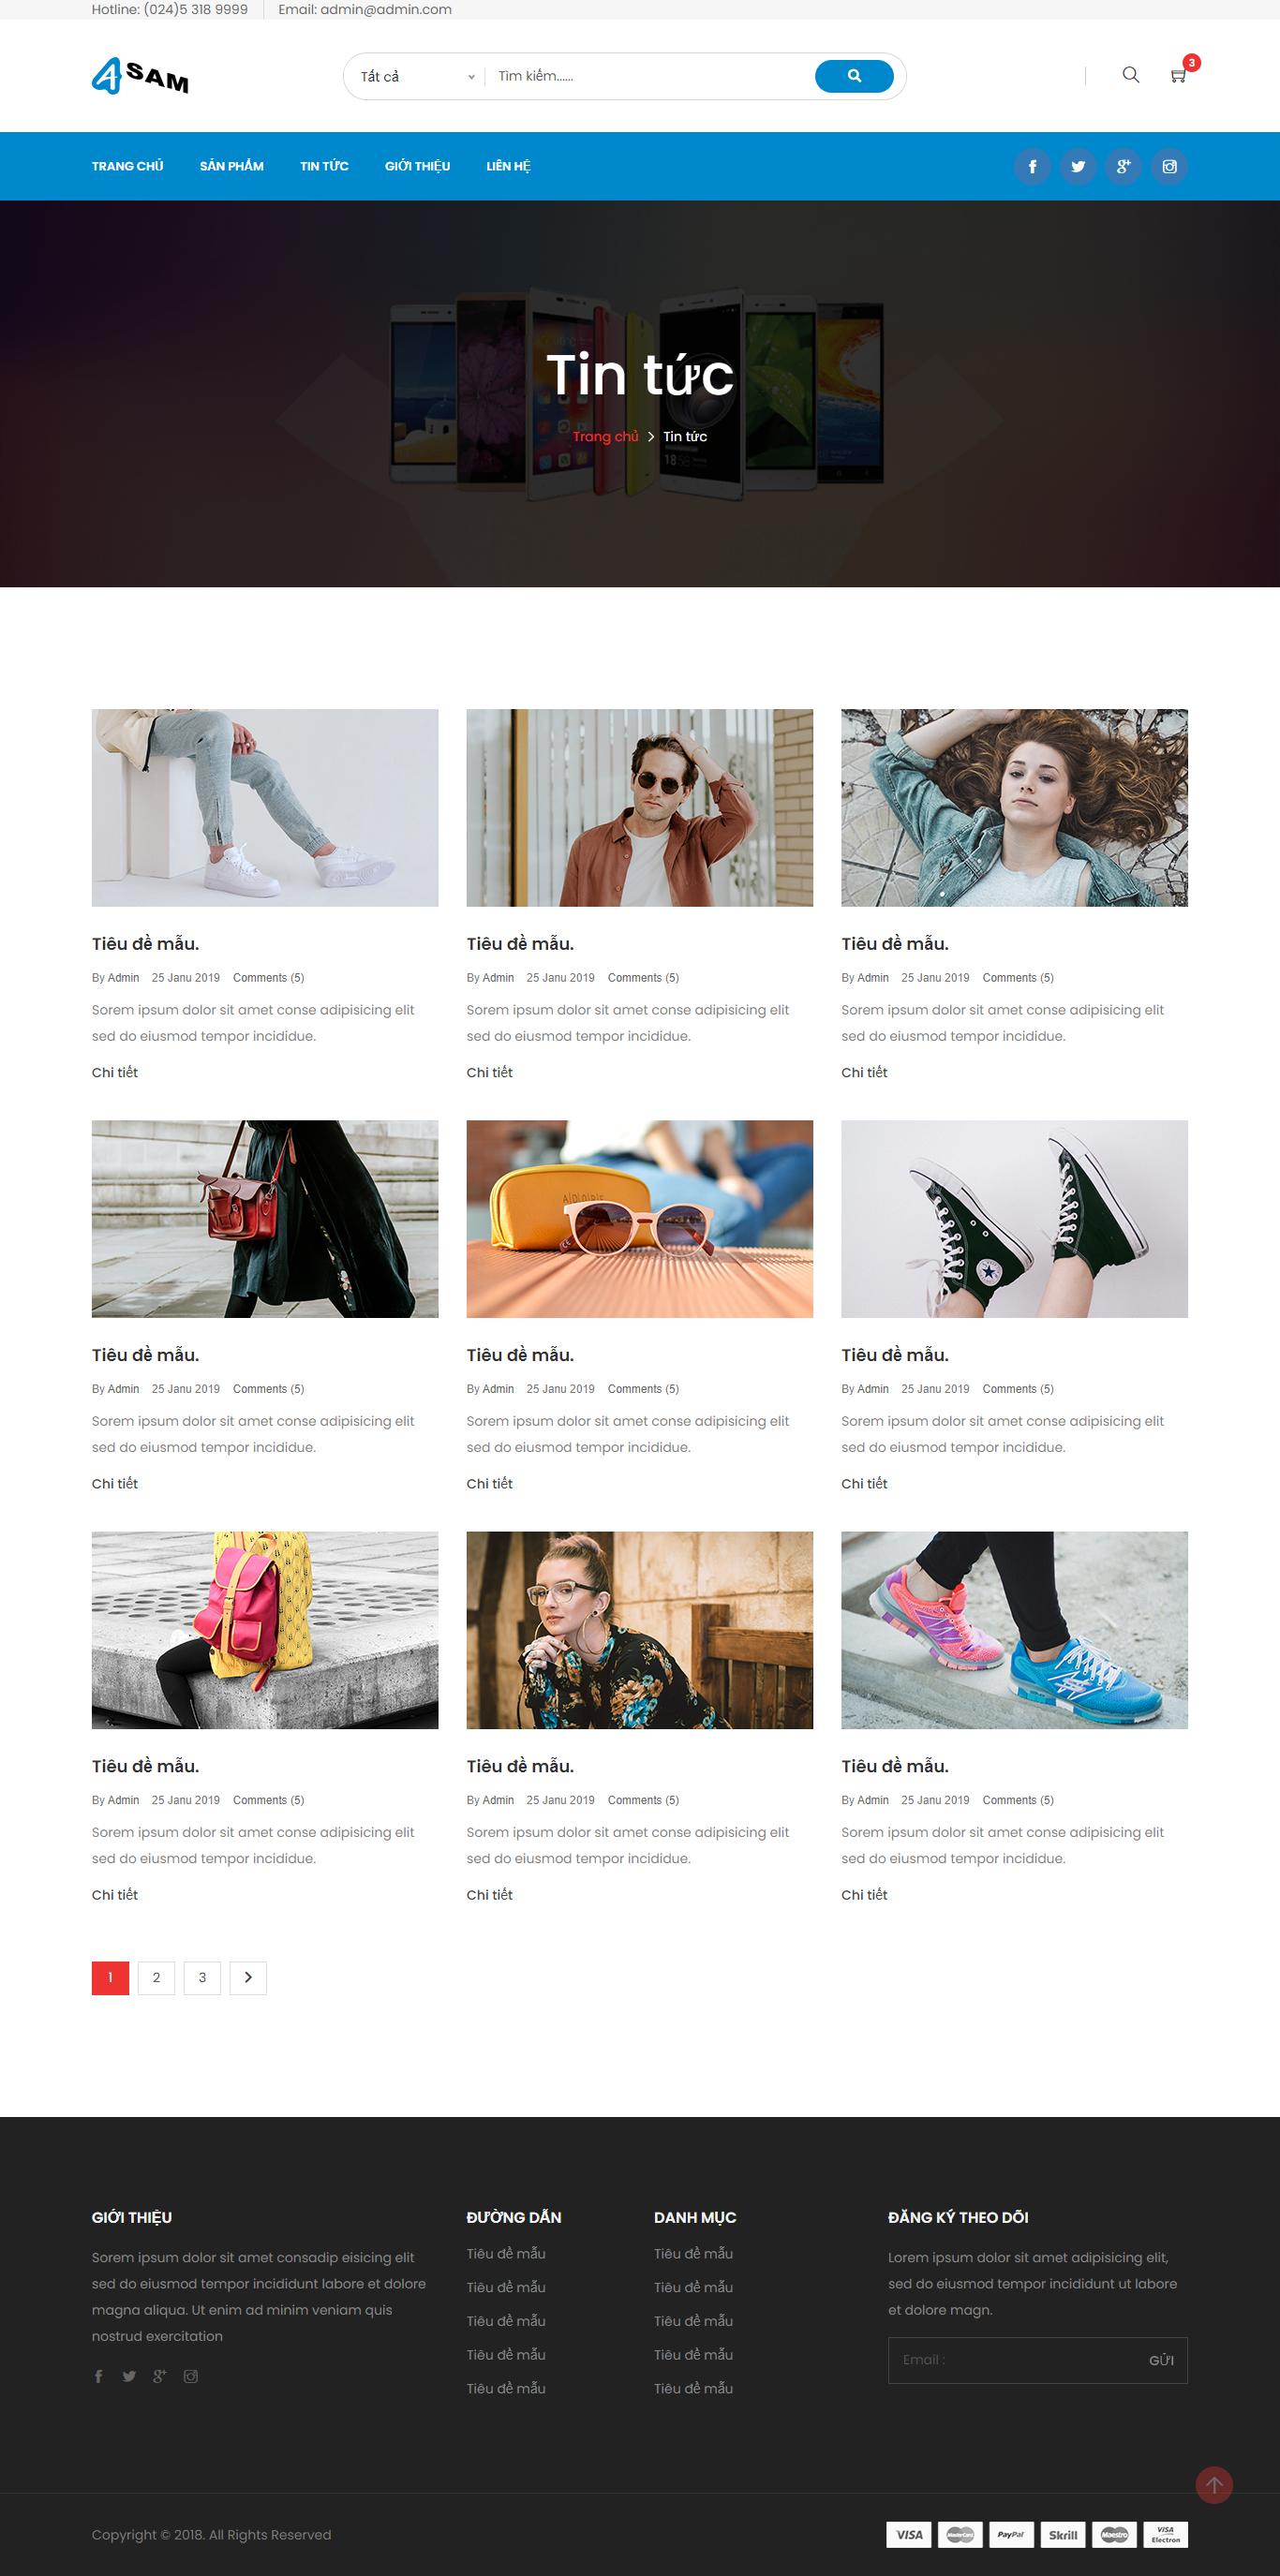 Hotline: (024)5 318 9999 Email: admin@admin.com
4SAM
Tất cả Tìm kiếm......
3
TRANG CHỦ SẢN PHẨM TIN TỨC GIỚI THIỆU LIÊN HỆ
Tin tức
Trang chủ > Tin tức
Tiêu đề mẫu. Tiêu đề mẫu. Tiêu đề mẫu.
By Admin 25 Janu 2019 Comments (5) By Admin 25 Janu 2019 Comments (5) By Admin 25 Janu 2019 Comments (5)
Sorem ipsum dolor sit amet conse adipisicing elit Sorem ipsum dolor sit amet conse adipisicing elit Sorem ipsum dolor sit amet conse adipisicing elit
sed do eiusmod tempor incididue. sed do eiusmod tempor incididue. sed do eiusmod tempor incididue.
Chi tiết Chi tiết Chi tiết
Tiêu đề mẫu. Tiêu đề mẫu. Tiêu đề mẫu.
By Admin 25 Janu 2019 Comments (5) By Admin 25 Janu 2019 Comments (5) By Admin 25 Janu 2019 Comments (5)
Sorem ipsum dolor sit amet conse adipisicing elit Sorem ipsum dolor sit amet conse adipisicing elit Sorem ipsum dolor sit amet conse adipisicing elit
sed do eiusmod tempor incididue. sed do eiusmod tempor incididue. sed do eiusmod tempor incididue.
Chi tiết Chi tiết Chi tiết
Tiêu đề mẫu. Tiêu đề mẫu. Tiêu đề mẫu.
By Admin 25 Janu 2019 Comments (5) By Admin 25 Janu 2019 Comments (5) By Admin 25 Janu 2019 Comments (5)
Sorem ipsum dolor sit amet conse adipisicing elit Sorem ipsum dolor sit amet conse adipisicing elit Sorem ipsum dolor sit amet conse adipisicing elit
sed do eiusmod tempor incididue. sed do eiusmod tempor incididue. sed do eiusmod tempor incididue.
Chi tiết Chi tiết Chi tiết
1 2 3
GIỚI THIỆU
Sorem ipsum dolor sit amet consadip eisicing elit
sed do eiusmod tempor incididunt labore et dolore
magna aliqua. Ut enim ad minim veniam quis
nostrud exercitation
ĐƯỜNG DẪN
Tiêu đề mẫu
Tiêu đề mẫu
Tiêu đề mẫu
Tiêu đề mẫu
Tiêu đề mẫu
DANH MỤC
Tiêu đề mẫu
Tiêu đề mẫu
Tiêu đề mẫu
Tiêu đề mẫu
Tiêu đề mẫu
ĐĂNG KÝ THEO DÕI
Lorem ipsum dolor sit amet adipisicing elit,
sed do eiusmod tempor incididunt ut labore
et dolore magn.
Email : GỬI
Copyright © 2018. All Rights Reserved
VISA MasterCard PayPal Skrill Maestro VISA Electron